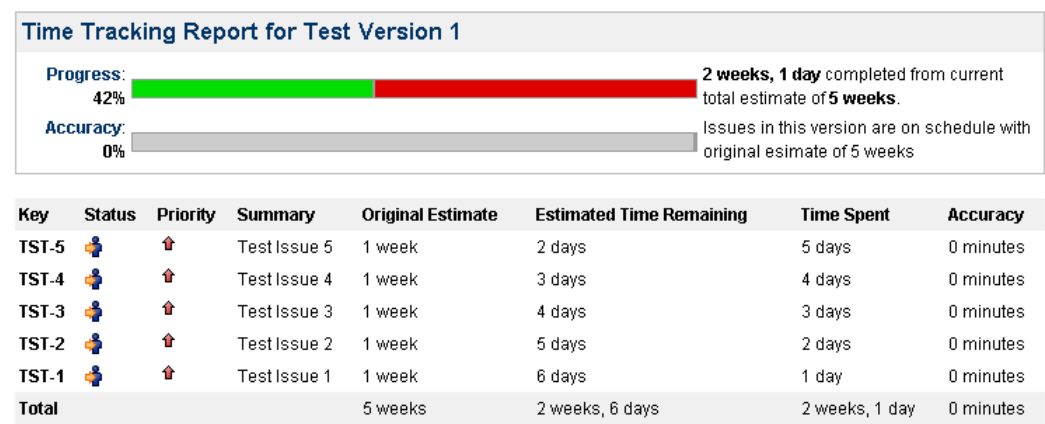 Time Tracking Report for Test Version 1
Progress: 2 weeks, 1 day completed from current
42% total estimate of 5 weeks.
Accuracy: Issues in this version are on schedule with
0% original esimate of 5 weeks
Key Status Priority Summary Original Estimate Estimated Time Remaining Time Spent Accuracy
TST-5 Test Issue 5 1 week 2 days 5 days 0 minutes
TST-4 Test Issue 4 1 week 3 days 4 days 0 minutes
TST-3 Test Issue 3 1 week 4 days 3 days 0 minutes
TST-2 Test Issue 2 1 week 5 days 2 days 0 minutes
TST-1 Test Issue 1 1 week 6 days 1 day 0 minutes
Total 5 weeks 2 weeks, 6 days 2 weeks, 1 day 0 minutes